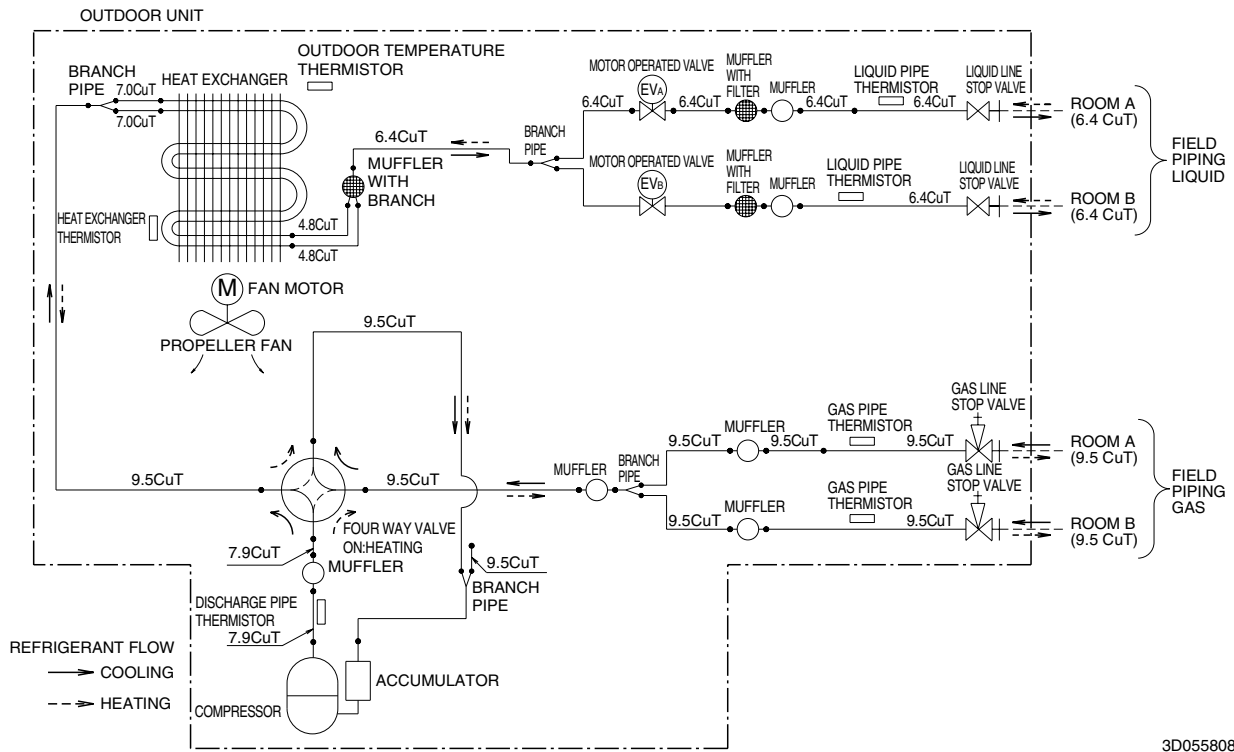 OUTDOOR UNIT
BRANCH
PIPE
7.0CuT
7.0CuT
HEAT EXCHANGER
OUTDOOR TEMPERATURE
THERMISTOR
HEAT EXCHANGER
THERMISTOR
4.8CuT
4.8CuT
6.4CuT
MUFFLER
WITH
BRANCH
BRANCH
PIPE
MOTOR OPERATED VALVE
EVA
6.4CuT
6.4CuT
MUFFLER
WITH
FILTER
MUFFLER
6.4CuT
LIQUID PIPE
THERMISTOR
6.4CuT
LIQUID LINE
STOP VALVE
ROOM A
(6.4 CuT)
MOTOR OPERATED VALVE
EVB
MUFFLER
WITH
FILTER
MUFFLER
LIQUID PIPE
THERMISTOR
6.4CuT
LIQUID LINE
STOP VALVE
ROOM B
(6.4 CuT)
FIELD
PIPING
LIQUID
M
FAN MOTOR
PROPELLER FAN
9.5CuT
9.5CuT
9.5CuT
FOUR WAY VALVE
ON:HEATING
MUFFLER
BRANCH
PIPE
9.5CuT
MUFFLER
9.5CuT
GAS PIPE
THERMISTOR
9.5CuT
GAS LINE
STOP VALVE
ROOM A
(9.5 CuT)
9.5CuT
MUFFLER
GAS PIPE
THERMISTOR
9.5CuT
GAS LINE
STOP VALVE
ROOM B
(9.5 CuT)
FIELD
PIPING
GAS
7.9CuT
MUFFLER
9.5CuT
BRANCH
PIPE
DISCHARGE PIPE
THERMISTOR
7.9CuT
ACCUMULATOR
COMPRESSOR
REFRIGERANT FLOW
COOLING
HEATING
3D055808